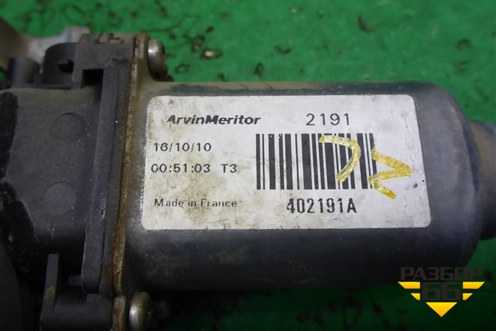 ArvinMeritor 2191
16/10/10
00:51:03 T3
Made in France
402191A
РАЗБОР
66